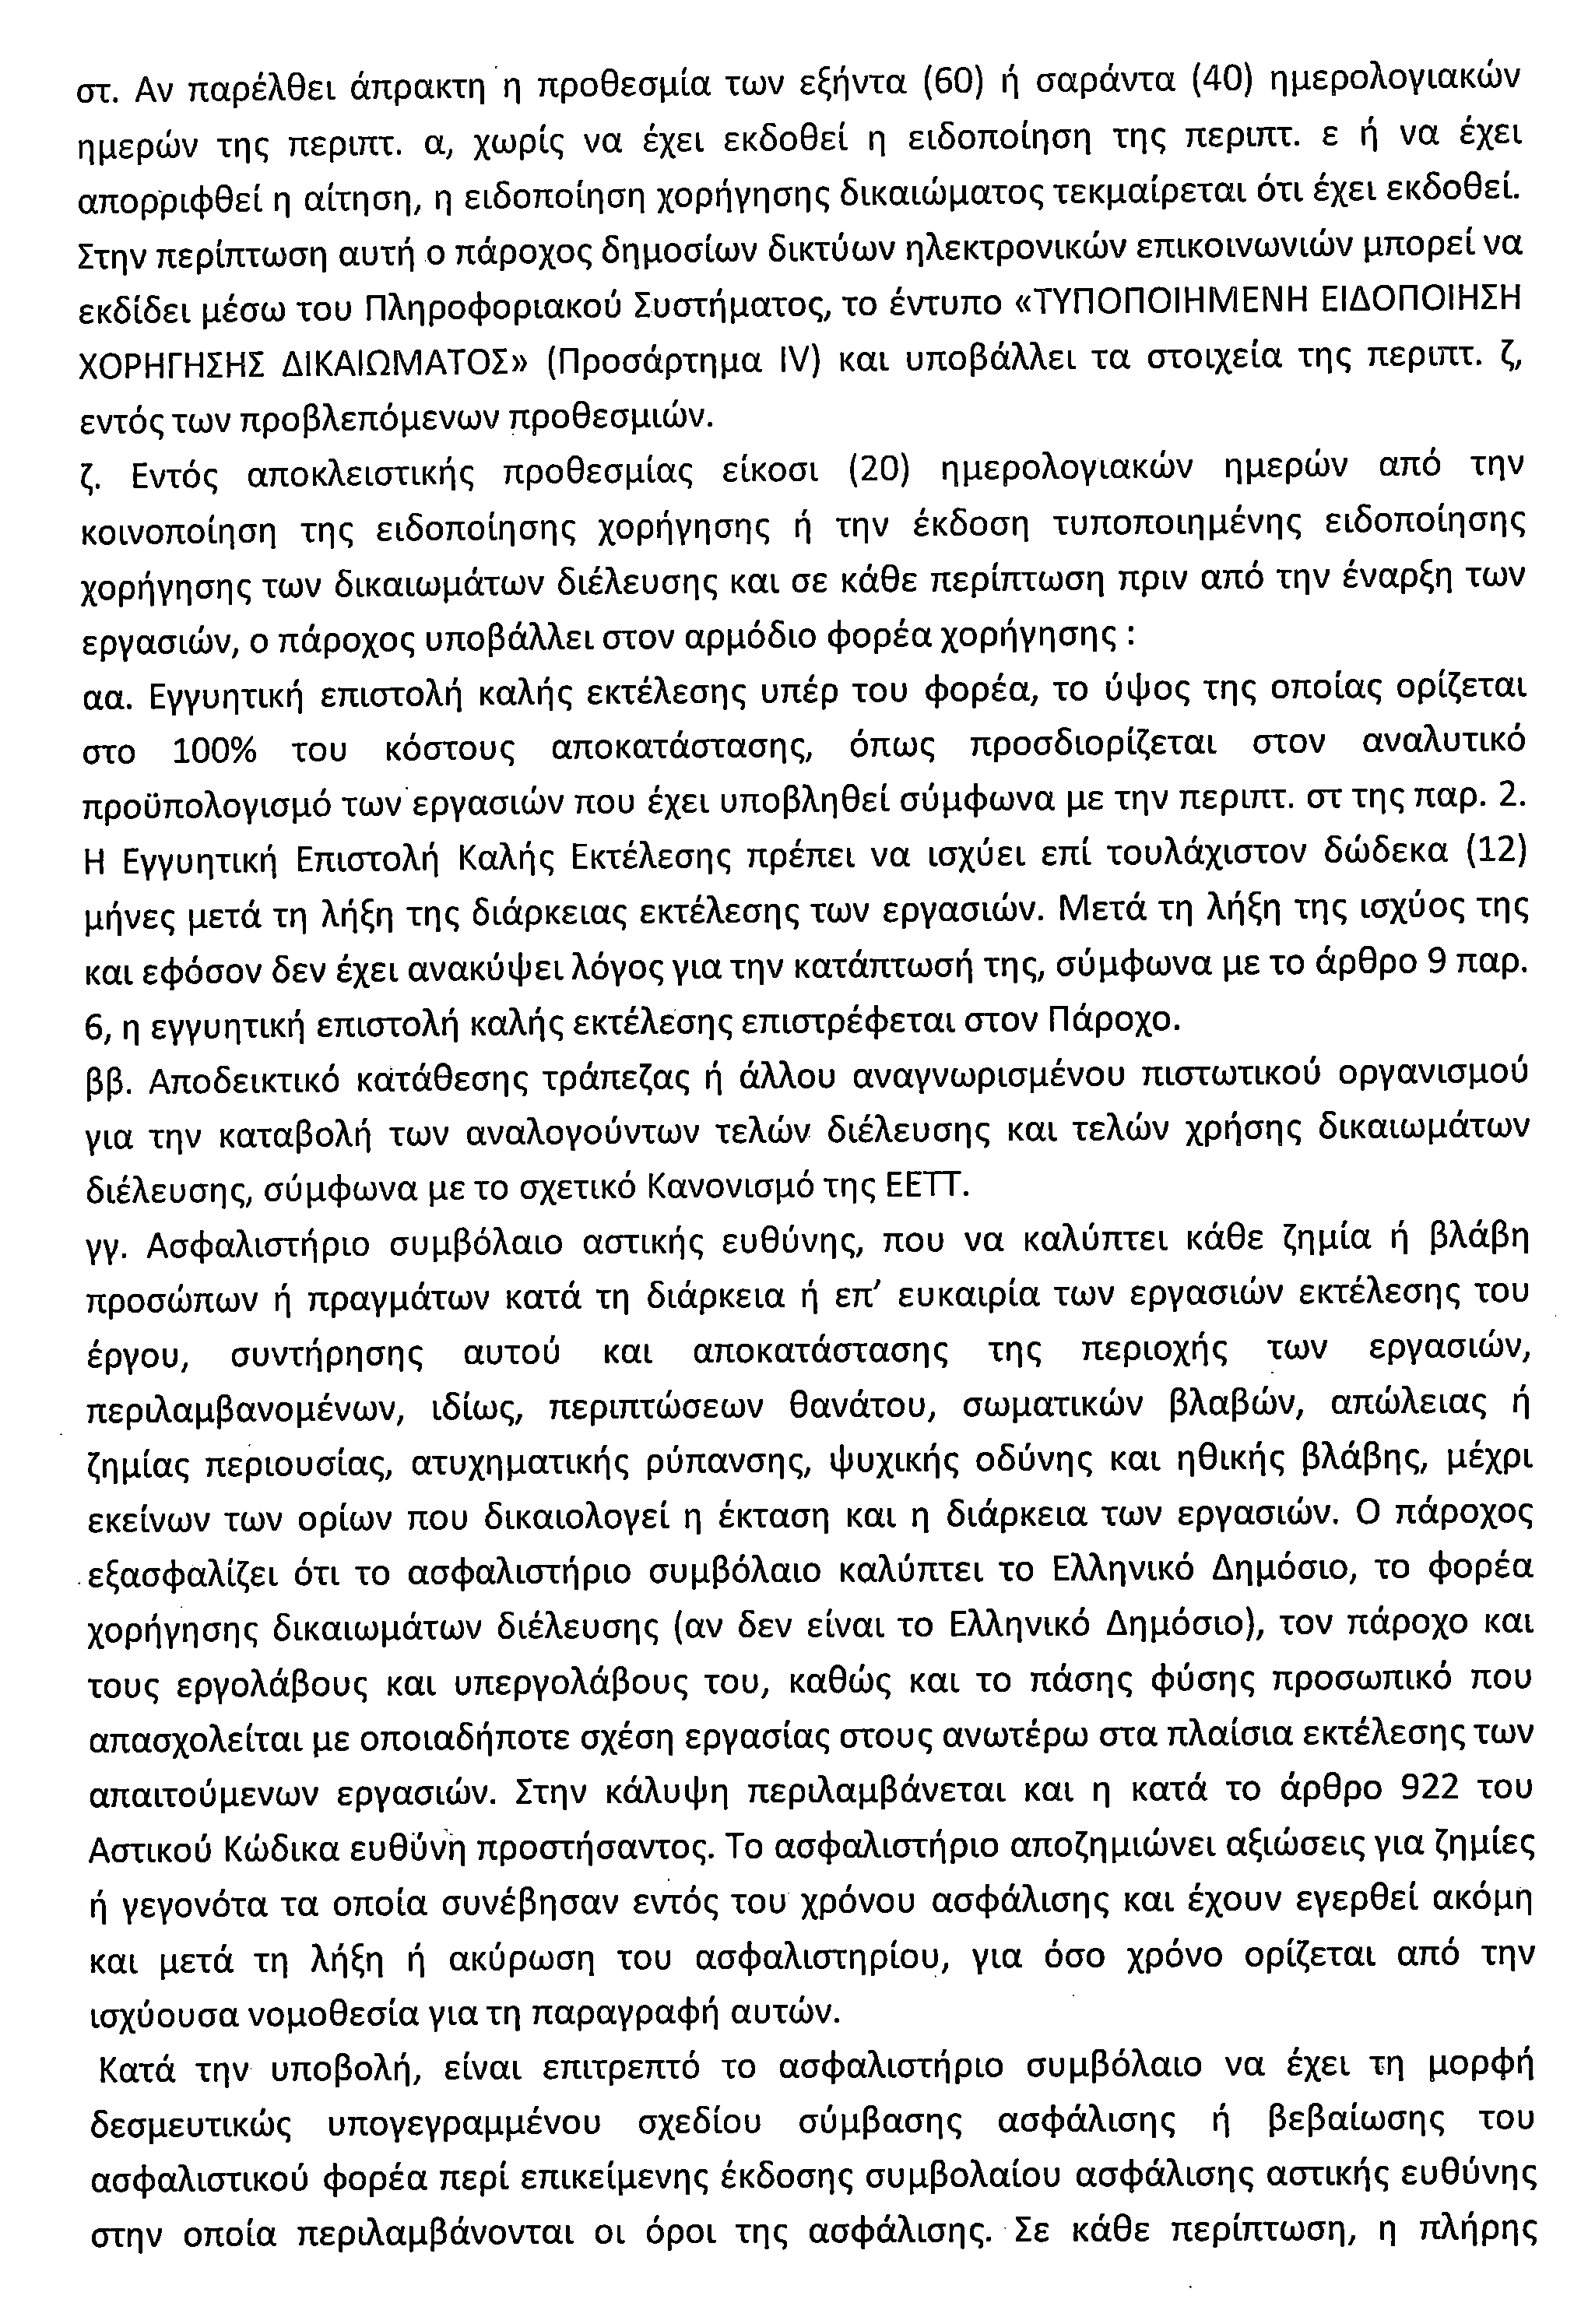 στ. Αν παρέλθει άπρακτη η προθεσμία των εξήντα (60) ή σαράντα (40) ημερολογιακών
ημερών της περιπτ. α, χωρίς να έχει εκδοθεί η ειδοποίηση της περιπτ. ε ή να έχει
απορριφθεί η αίτηση, η ειδοποίηση χορήγησης δικαιώματος τεκμαίρεται ότι έχει εκδοθεί.
Στην περίπτωση αυτή ο πάροχος δημοσίων δικτύων ηλεκτρονικών επικοινωνιών μπορεί να
εκδίδει μέσω του Πληροφοριακού Συστήματος, το έντυπο «ΤΥΠΟΠΟΙΗΜΕΝΗ ΕΙΔΟΠΟΙΗΣΗ
ΧΟΡΗΓΗΣΗΣ ΔΙΚΑΙΩΜΑΤΟΣ» (Προσάρτημα IV) και υποβάλλει τα στοιχεία της περιπτ. ζ,
εντός των προβλεπόμενων προθεσμιών.
ζ. Εντός αποκλειστικής προθεσμίας είκοσι (20) ημερολογιακών ημερών από την
κοινοποίηση της ειδοποίησης χορήγησης ή την έκδοση τυποποιημένης ειδοποίησης
χορήγησης των δικαιωμάτων διέλευσης και σε κάθε περίπτωση πριν από την έναρξη των
εργασιών, ο πάροχος υποβάλλει στον αρμόδιο φορέα χορήγησης :
αα. Εγγυητική επιστολή καλής εκτέλεσης υπέρ του φορέα, το ύψος της οποίας ορίζεται
στο 100% του κόστους αποκατάστασης, όπως προσδιορίζεται στον αναλυτικό
προϋπολογισμό των εργασιών που έχει υποβληθεί σύμφωνα με την περιπτ. στ της παρ. 2.
Η Εγγυητική Επιστολή Καλής Εκτέλεσης πρέπει να ισχύει επί τουλάχιστον δώδεκα (12)
μήνες μετά τη λήξη της διάρκειας εκτέλεσης των εργασιών. Μετά τη λήξη της ισχύος της
και εφόσον δεν έχει ανακύψει λόγος για την κατάπτωσή της, σύμφωνα με το άρθρο 9 παρ.
6, η εγγυητική επιστολή καλής εκτέλεσης επιστρέφεται στον Πάροχο.
ββ. Αποδεικτικό κατάθεσης τράπεζας ή άλλου αναγνωρισμένου πιστωτικού οργανισμού
για την καταβολή των αναλογούντων τελών διέλευσης και τελών χρήσης δικαιωμάτων
διέλευσης, σύμφωνα με το σχετικό Κανονισμό της ΕΕΤΤ.
γγ. Ασφαλιστήριο συμβόλαιο αστικής ευθύνης, που να καλύπτει κάθε ζημία ή βλάβη
προσώπων ή πραγμάτων κατά τη διάρκεια ή επ’ ευκαιρία των εργασιών εκτέλεσης του
έργου, συντήρησης αυτού και αποκατάστασης της περιοχής των εργασιών,
περιλαμβανομένων, ιδίως, περιπτώσεων θανάτου, σωματικών βλαβών, απώλειας ή
ζημίας περιουσίας, ατυχηματικής ρύπανσης, ψυχικής οδύνης και ηθικής βλάβης, μέχρι
εκείνων των ορίων που δικαιολογεί η έκταση και η διάρκεια των εργασιών. Ο πάροχος
εξασφαλίζει ότι το ασφαλιστήριο συμβόλαιο καλύπτει το Ελληνικό Δημόσιο, το φορέα
χορήγησης δικαιωμάτων διέλευσης (αν δεν είναι το Ελληνικό Δημόσιο), τον πάροχο και
τους εργολάβους και υπεργολάβους του, καθώς και το πάσης φύσης προσωπικό που
απασχολείται με οποιαδήποτε σχέση εργασίας στους ανωτέρω στα πλαίσια εκτέλεσης των
απαιτούμενων εργασιών. Στην κάλυψη περιλαμβάνεται και η κατά το άρθρο 922 του
Αστικού Κώδικα ευθύνη προστήσαντος. Το ασφαλιστήριο αποζημιώνει αξιώσεις για ζημίες
ή γεγονότα τα οποία συνέβησαν εντός του χρόνου ασφάλισης και έχουν εγερθεί ακόμη
και μετά τη λήξη ή ακύρωση του ασφαλιστηρίου, για όσο χρόνο ορίζεται από την
ισχύουσα νομοθεσία για τη παραγραφή αυτών.
Κατά την υποβολή, είναι επιτρεπτό το ασφαλιστήριο συμβόλαιο να έχει τη μορφή
δεσμευτικώς υπογεγραμμένου σχεδίου σύμβασης ασφάλισης ή βεβαίωσης του
ασφαλιστικού φορέα περί επικείμενης έκδοσης συμβολαίου ασφάλισης αστικής ευθύνης
στην οποία περιλαμβάνονται οι όροι της ασφάλισης. Σε κάθε περίπτωση, η πλήρης